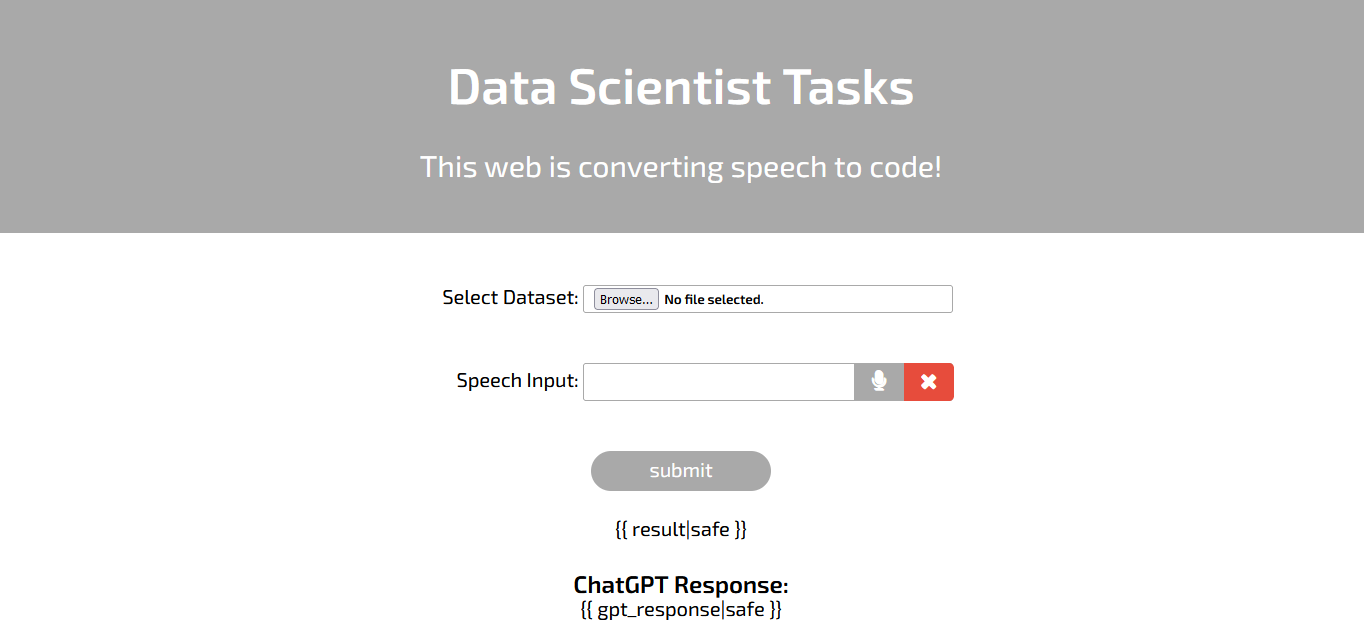 Data Scientist Tasks
This web is converting speech to code!
Select Dataset: Browse... No file selected.
Speech Input:
submit
{{ result|safe }}
ChatGPT Response:
{{ gpt_response|safe }}